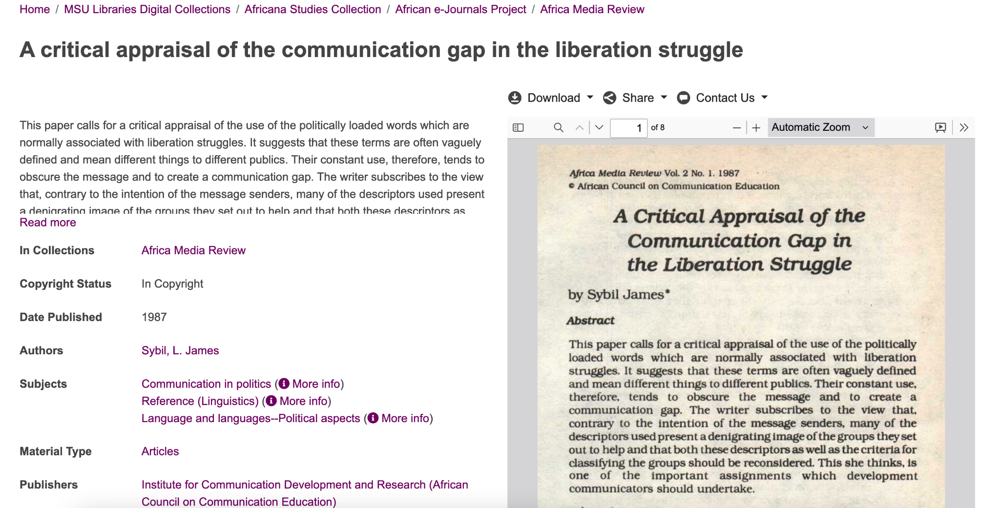 Home / MSU Libraries Digital Collections / Africana Studies Collection / African e-Journals Project / Africa Media Review
A critical appraisal of the communication gap in the liberation struggle
Download Share Contact Us
This paper calls for a critical appraisal of the use of the politically loaded words which are
normally associated with liberation struggles. It suggests that these terms are often vaguely
defined and mean different things to different publics. Their constant use, therefore, tends to
obscure the message and to create a communication gap. The writer subscribes to the view
that, contrary to the intention of the message senders, many of the descriptors used present
a denigrating image of the groups they set out to help and that both these descriptors as
Read more
In Collections Africa Media Review
Copyright Status In Copyright
Date Published 1987
Authors Sybil, L. James
Subjects Communication in politics (More info)
Reference (Linguistics) (More info)
Language and languages--Political aspects (More info)
Material Type Articles
Publishers Institute for Communication Development and Research (African
Council on Communication Education)
1 of 8 Automatic Zoom
Africa Media Review Vol. 2 No. 1. 1987
© African Council on Communication Education
A Critical Appraisal of the
Communication Gap in
the Liberation Struggle
by Sybil James*
Abstract
This paper calls for a critical appraisal of the use of the politically
loaded words which are normally associated with liberation
struggles. It suggests that these terms are often vaguely defined
and mean different things to different publics. Their constant use,
therefore, tends to obscure the message and to create a
communication gap. The writer subscribes to the view that,
contrary to the intention of the message senders, many of the
descriptors used present a denigrating image of the groups they set
out to help and that both these descriptors as well as the criteria for
classifying the groups should be reconsidered. This she thinks, is
one of the important assignments which development
communicators should undertake.